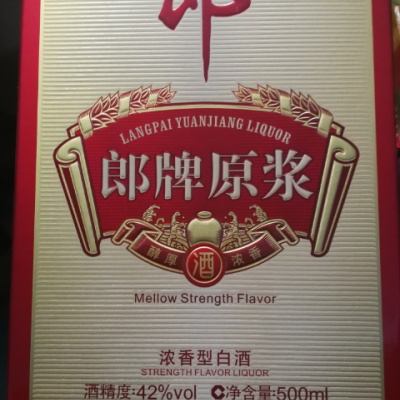 郎
LANGPAI YUANJIANG LIQUOR
郎牌原浆
醇厚 酒 浓香
Mellow Strength Flavor
浓香型白酒
STRENGTH FLAVOR LIQUOR
酒精度:42%vol C净含量:500ml